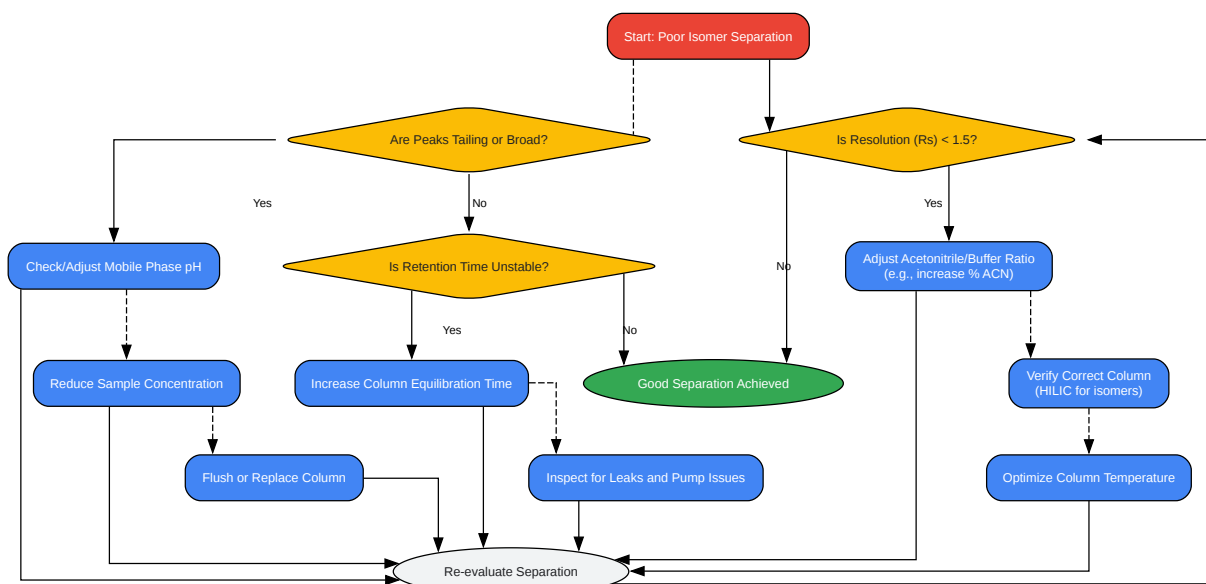 Start: Poor Isomer Separation
Are Peaks Tailing or Broad?
Is Resolution (Rs) < 1.5?
Yes
No
Yes
Check/Adjust Mobile Phase pH
Is Retention Time Unstable?
No
Adjust Acetonitrile/Buffer Ratio
(e.g., increase % ACN)
Yes
No
Reduce Sample Concentration
Increase Column Equilibration Time
Good Separation Achieved
Verify Correct Column
(HILIC for isomers)
Flush or Replace Column
Inspect for Leaks and Pump Issues
Optimize Column Temperature
Re-evaluate Separation